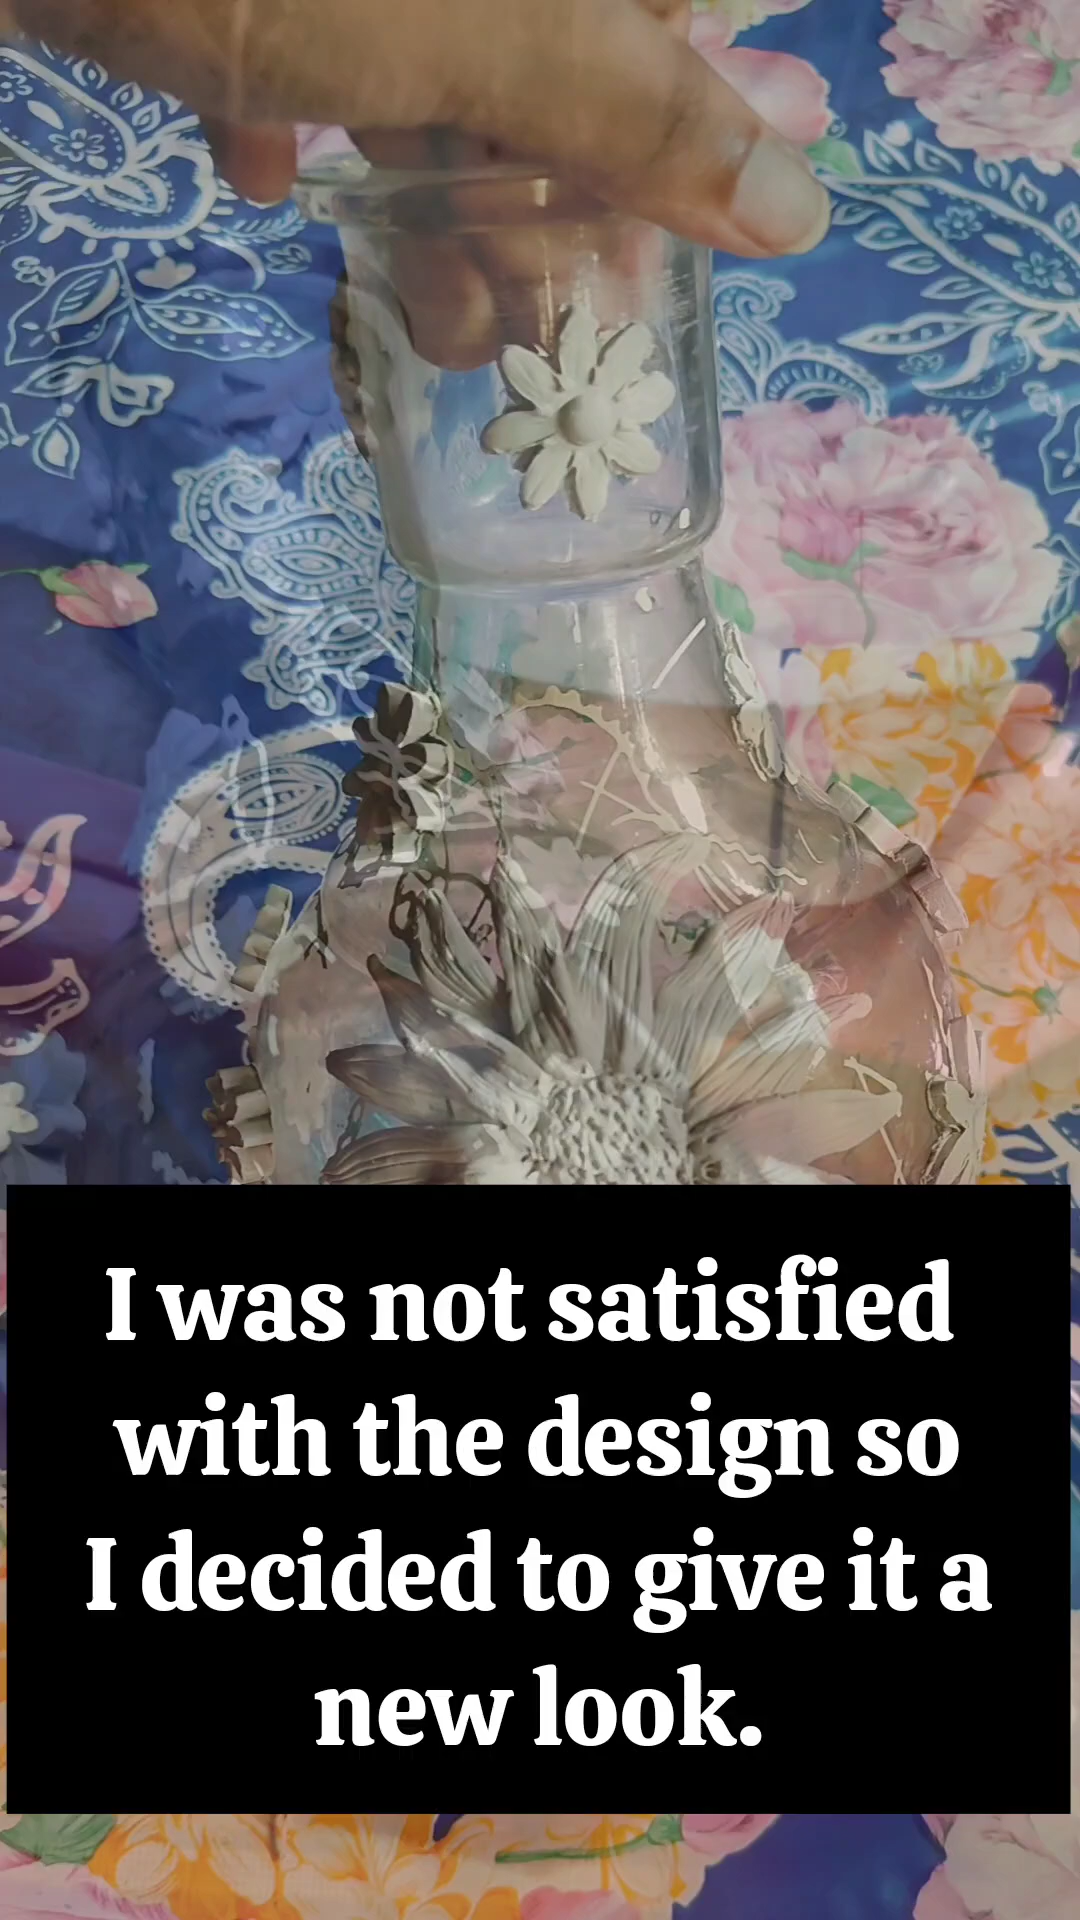 I was not satisfied
with the design so
I decided to give it a
new look.